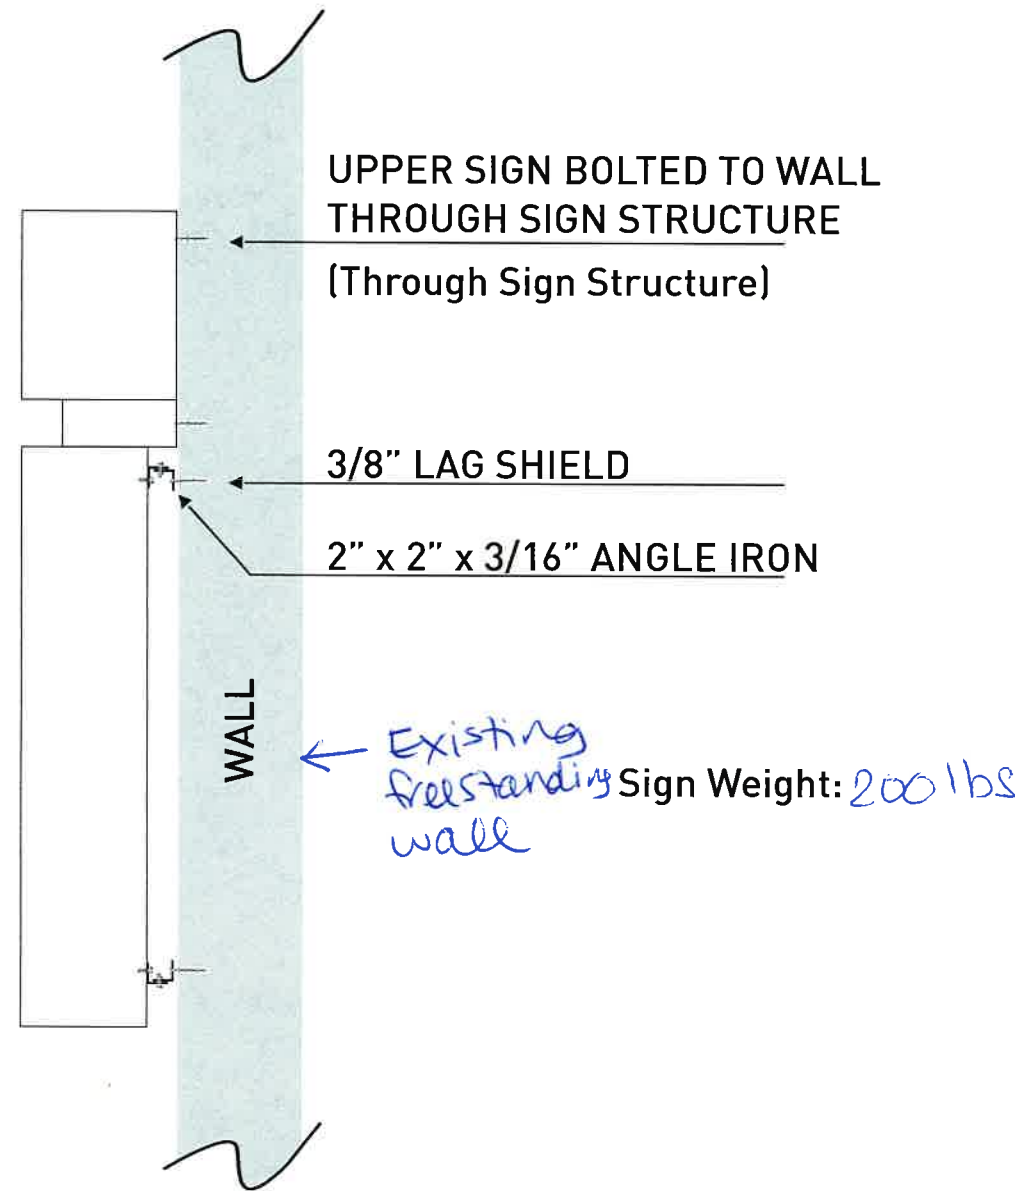 UPPER SIGN BOLTED TO WALL
THROUGH SIGN STRUCTURE
(Through Sign Structure)
3/8” LAG SHIELD
2” x 2” x 3/16” ANGLE IRON
WALL
Existing
freestanding
wall
Sign Weight: 200 lbs